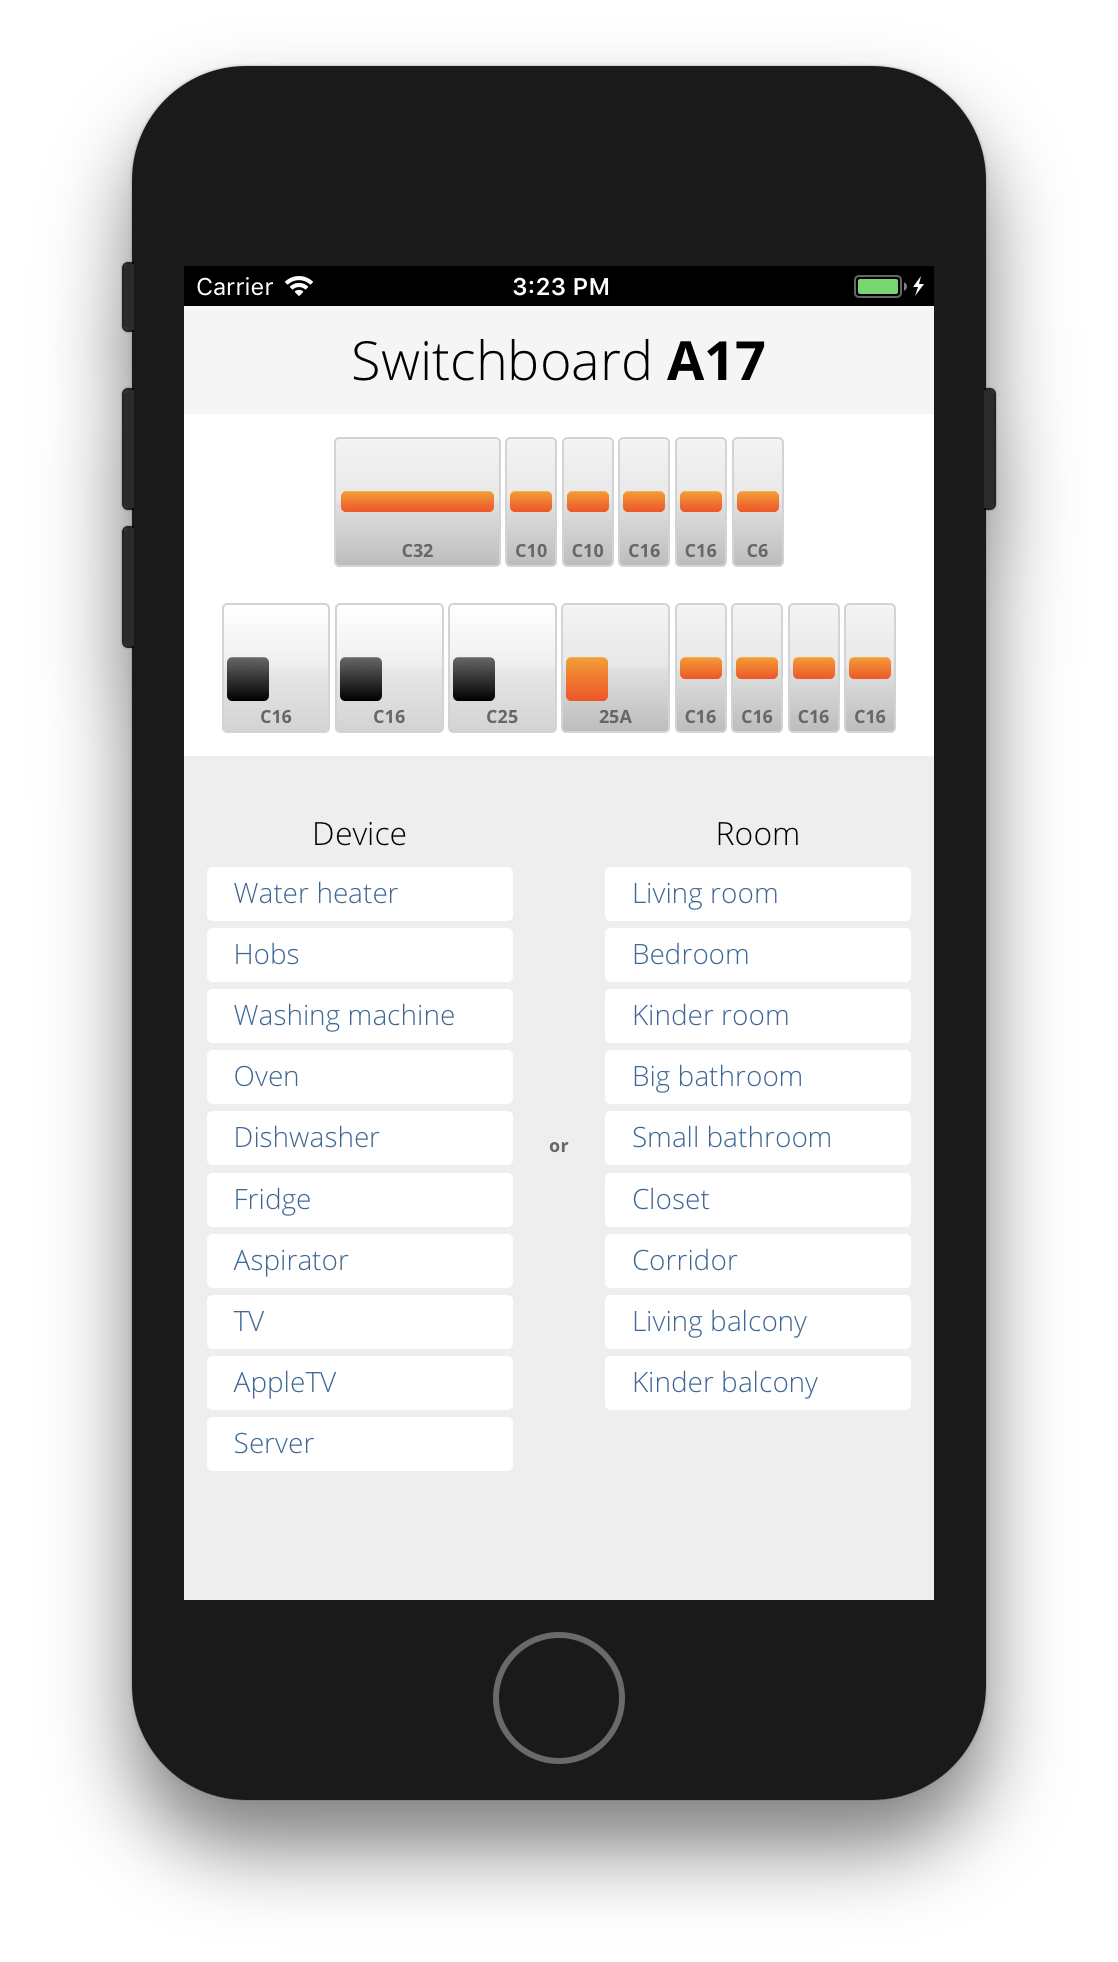 Carrier 3:23 PM
Switchboard A17
C32 C10 C10 C16 C16 C6
C16 C16 C25 25A C16 C16 C16 C16
Device
Water heater
Hobs
Washing machine
Oven
Dishwasher
Fridge
Aspirator
TV
AppleTV
Server
or
Room
Living room
Bedroom
Kinder room
Big bathroom
Small bathroom
Closet
Corridor
Living balcony
Kinder balcony